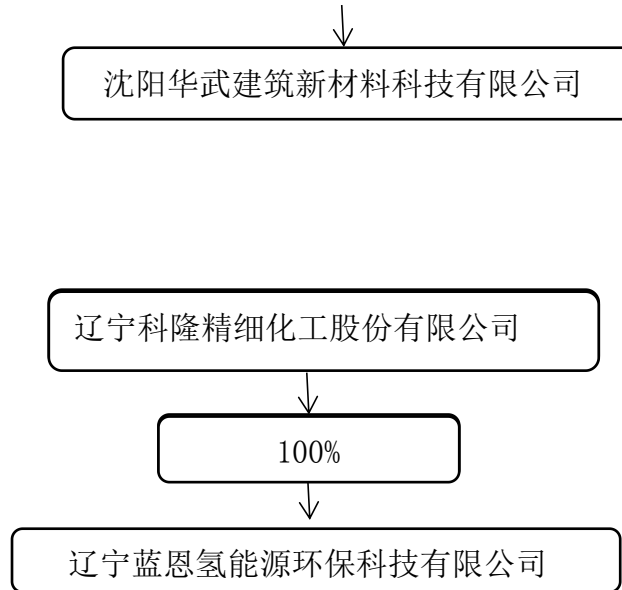 沈阳华武建筑新材料科技有限公司
辽宁科隆精细化工股份有限公司
100%
辽宁蓝恩氢能源环保科技有限公司